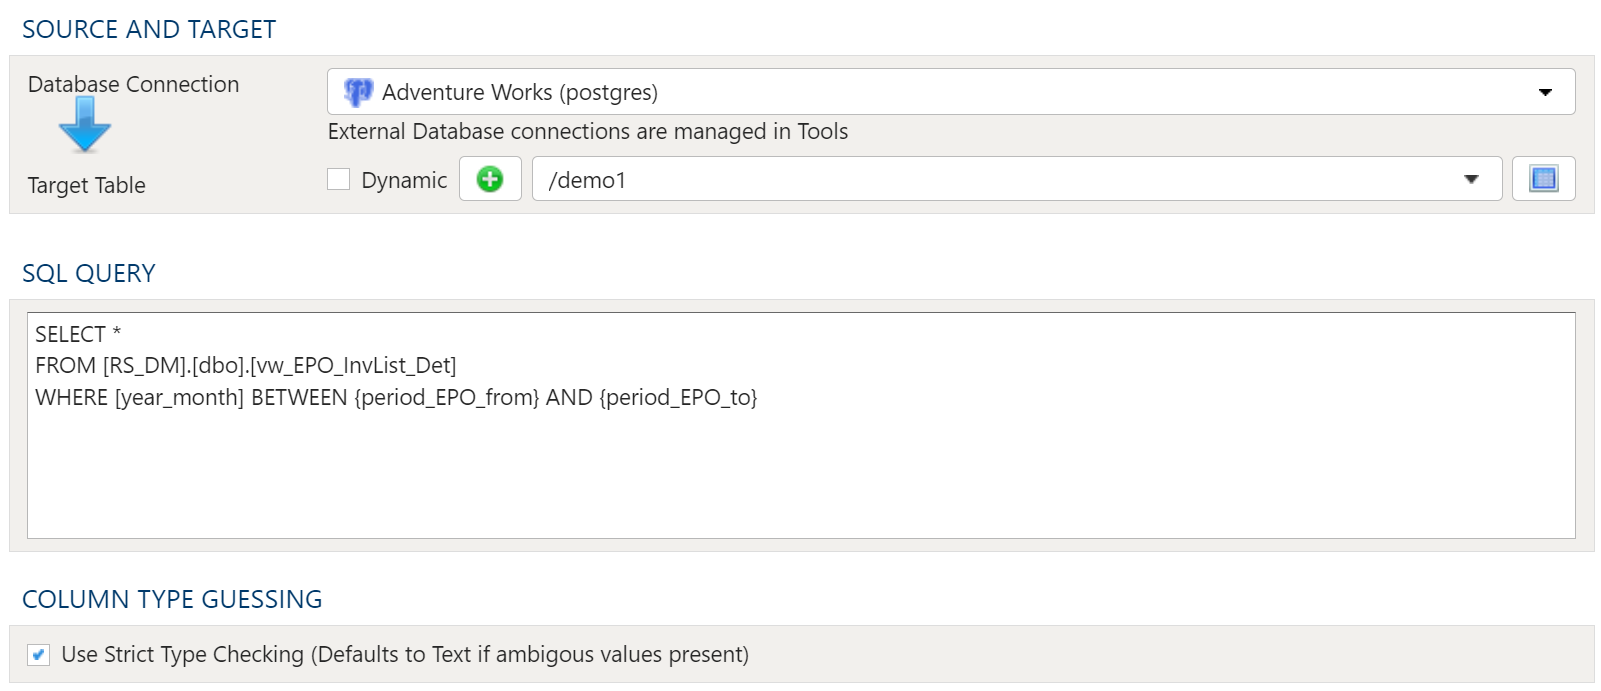 SOURCE AND TARGET
Database Connection
Adventure Works (postgres)
External Database connections are managed in Tools
Target Table
Dynamic
/demo1
SQL QUERY
SELECT *
FROM [RS_DM].[dbo].[vw_EPO_InvList_Det]
WHERE [year_month] BETWEEN {period_EPO_from} AND {period_EPO_to}
COLUMN TYPE GUESSING
Use Strict Type Checking (Defaults to Text if ambigous values present)